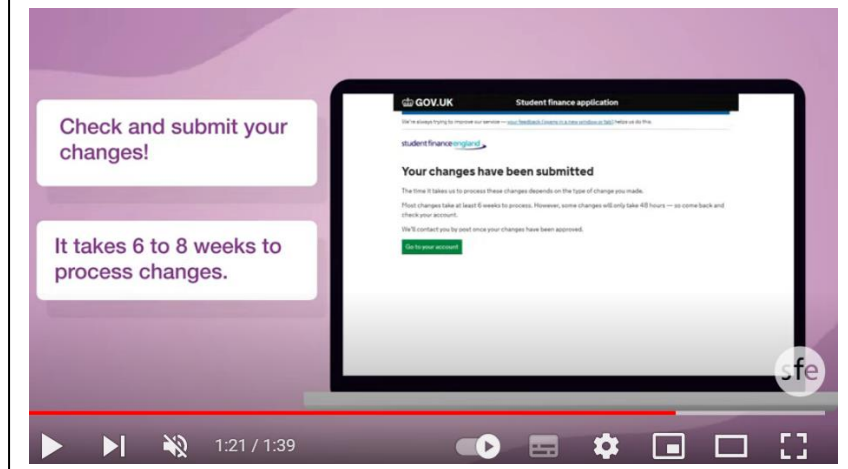 Check and submit your
changes!
It takes 6 to 8 weeks to
process changes.
GOV.UK Student finance application
We're always trying to improve our service — your feedback (opens in a new window or tab) helps us do this.
studentfinanceengland
Your changes have been submitted
The time it takes us to process these changes depends on the type of change you made.
Most changes take at least 6 weeks to process. However, some changes will only take 48 hours — so come back and
check your account.
We'll contact you by post once your changes have been approved.
Go to your account
sfe
1:21 / 1:39